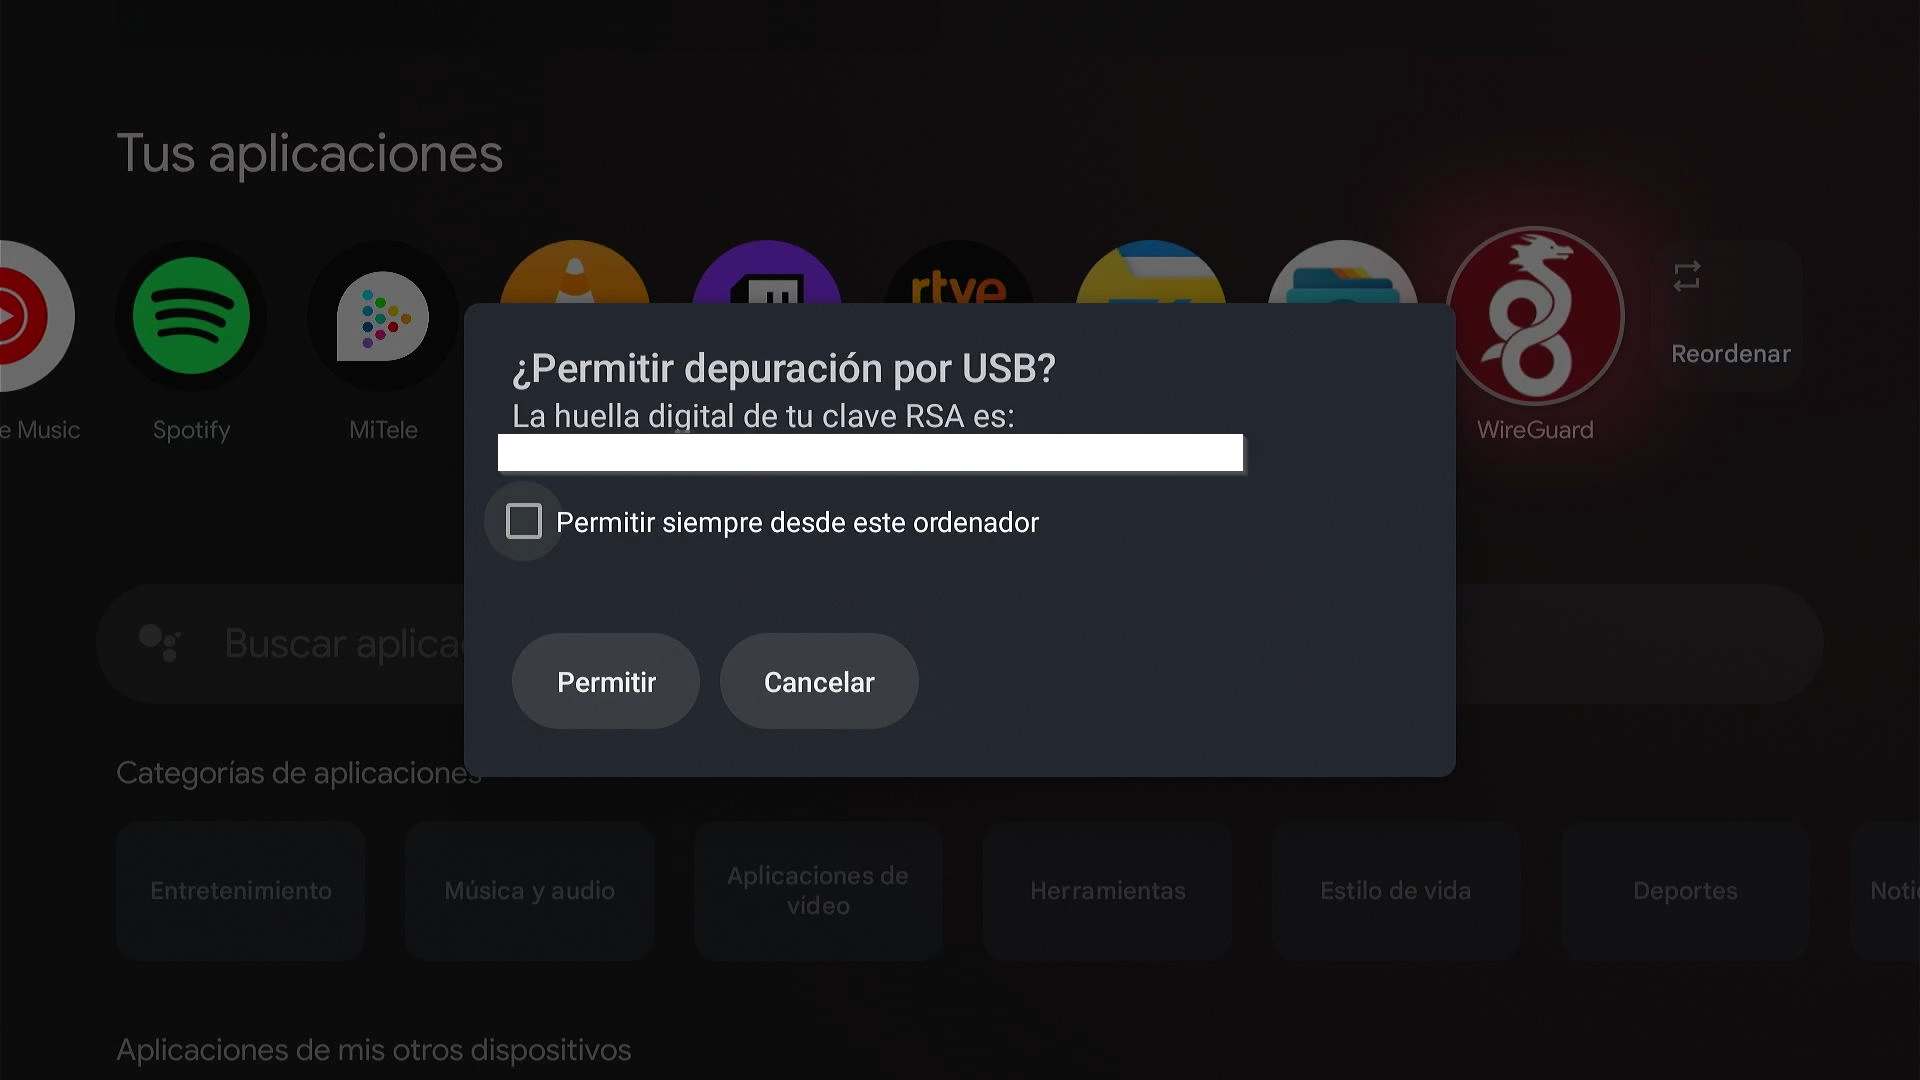 Tus aplicaciones
rtve
e Music
Spotify
MiTele
WireGuard
Reordenar
¿Permitir depuración por USB?
La huella digital de tu clave RSA es:
Permitir siempre desde este ordenador
Permitir
Cancelar
Buscar aplica
Categorías de aplicaciones
Entretenimiento
Música y audio
Aplicaciones de
vídeo
Herramientas
Estilo de vida
Deportes
Noti
Aplicaciones de mis otros dispositivos